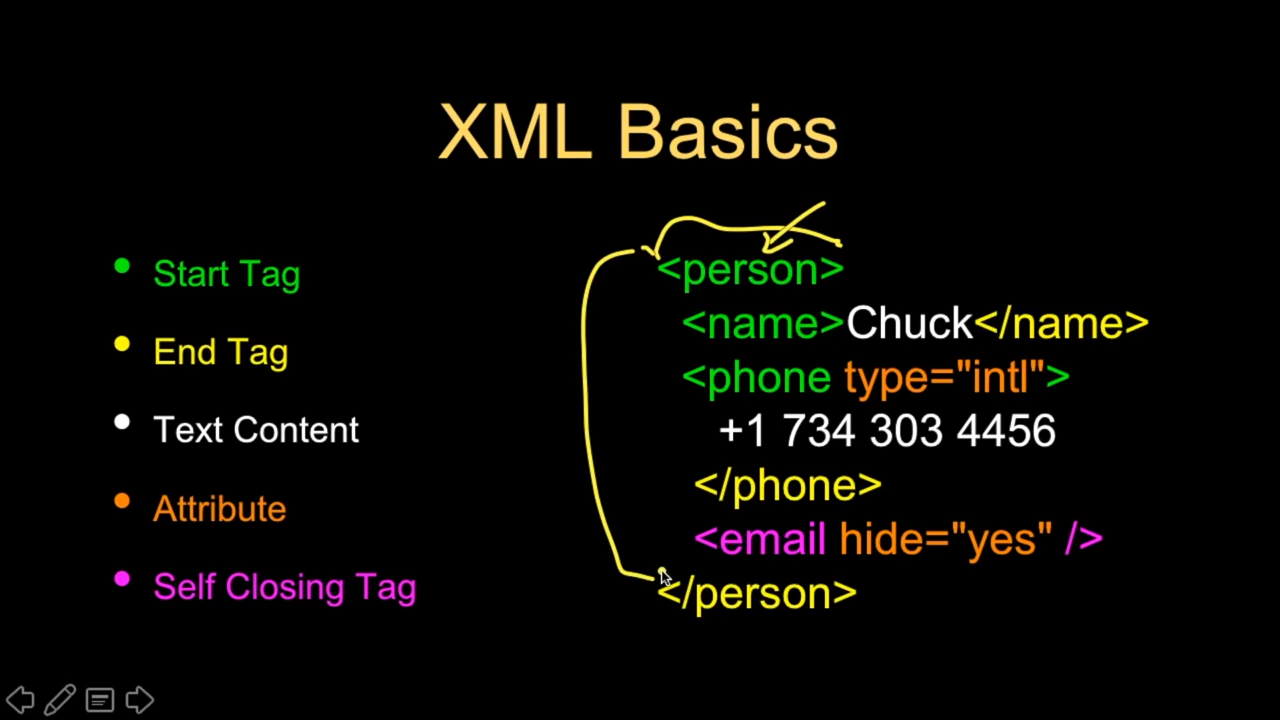 XML Basics
Start Tag
End Tag
Text Content
Attribute
Self Closing Tag
<person>
<name>Chuck</name>
<phone type="intl">
+1 734 303 4456
</phone>
<email hide="yes" />
</person>